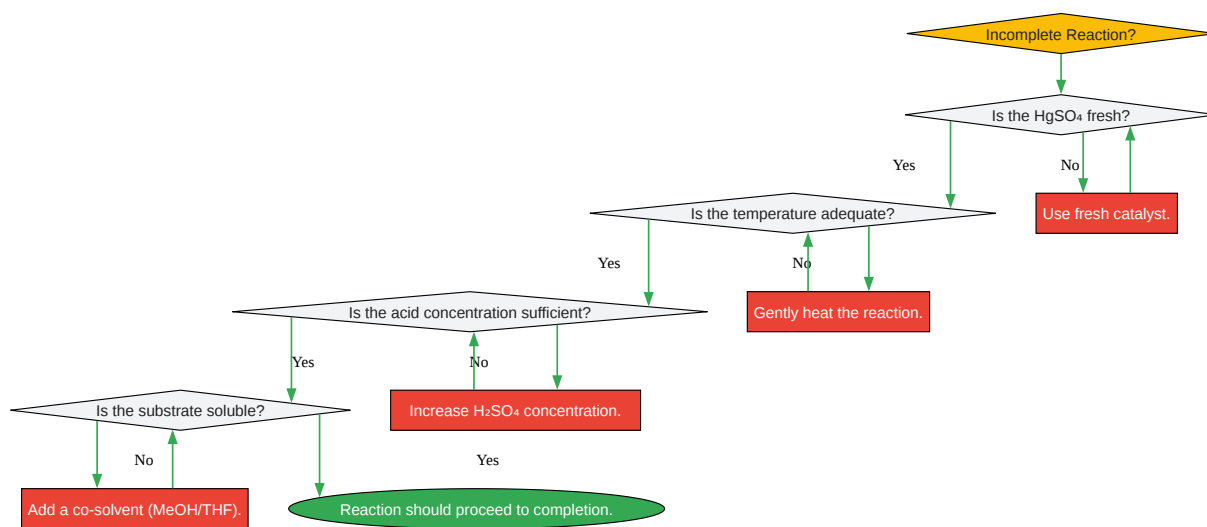 Incomplete Reaction?
Is the HgSO₄ fresh?
Yes
No
Is the temperature adequate?
Use fresh catalyst.
Yes
No
Is the acid concentration sufficient?
Gently heat the reaction.
Yes
No
Is the substrate soluble?
Increase H₂SO₄ concentration.
No
Yes
Add a co-solvent (MeOH/THF).
Reaction should proceed to completion.